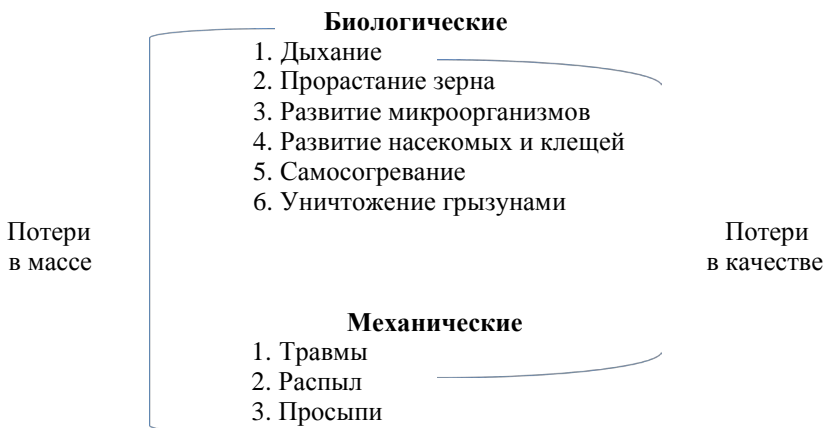 Биологические
1. Дыхание
2. Прорастание зерна
3. Развитие микроорганизмов
4. Развитие насекомых и клещей
5. Самосогревание
6. Уничтожение грызунами
Потери
в массе
Потери
в качестве
Механические
1. Травмы
2. Распыл
3. Просыпи